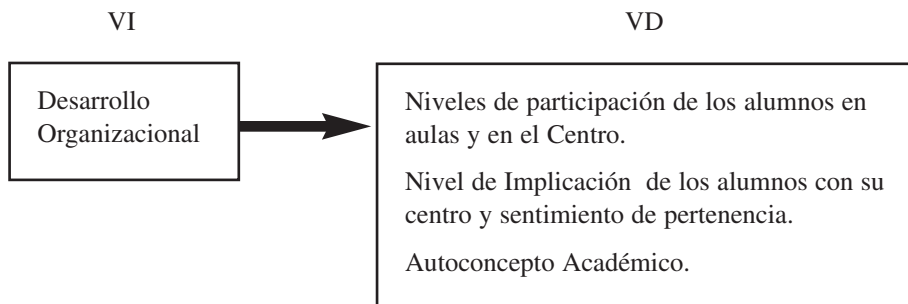 VI
VD
Desarrollo
Organizacional
Niveles de participación de los alumnos en
aulas y en el Centro.
Nivel de Implicación de los alumnos con su
centro y sentimiento de pertenencia.
Autoconcepto Académico.